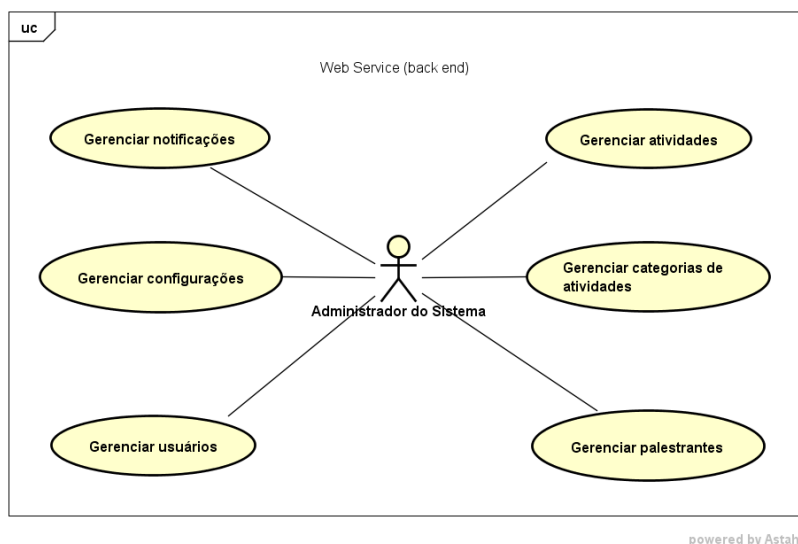 uc
Web Service (back end)
Gerenciar notificações
Gerenciar atividades
Gerenciar configurações
Gerenciar categorias de
atividades
Administrador do Sistema
Gerenciar usuários
Gerenciar palestrantes
powered by Astah